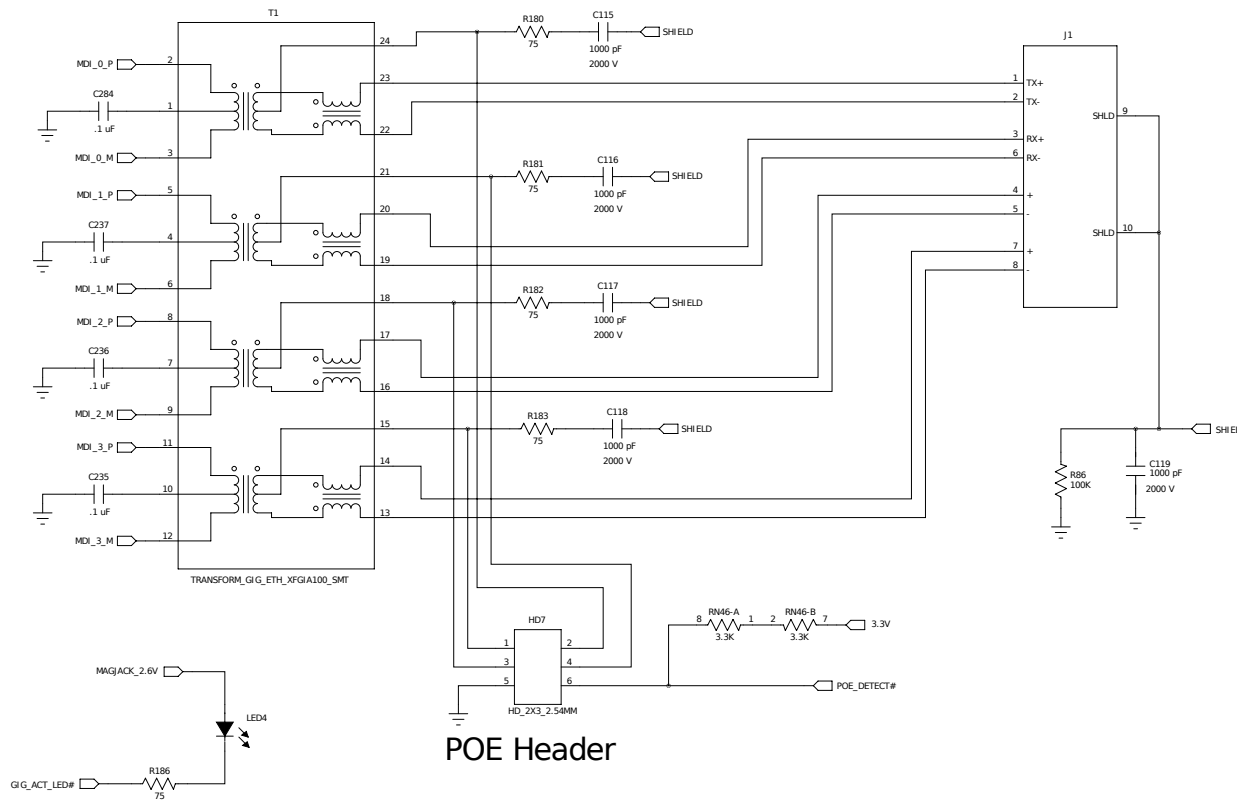 T1
R180
75
C115
1000 pF
2000 V
SHIELD
J1
MDI_0_P
2
24
C284
.1 uF
1
23
22
MDI_0_M
3
1
TX+
2
TX-
SHLD
9
3
RX+
6
RX-
4
+
5
-
SHLD
10
7
+
8
-
R181
75
C116
1000 pF
2000 V
SHIELD
21
MDI_1_P
5
20
C237
.1 uF
4
19
MDI_1_M
6
18
R182
75
C117
1000 pF
2000 V
SHIELD
MDI_2_P
8
17
C236
.1 uF
7
16
MDI_2_M
9
15
R183
75
C118
1000 pF
2000 V
SHIELD
MDI_3_P
11
14
C235
.1 uF
10
13
MDI_3_M
12
SHIE
R86
100K
C119
1000 pF
2000 V
TRANSFORM_GIG_ETH_XFGIA100_SMT
HD7
1
2
3
4
5
6
HD_2X3_2.54MM
8
RN46-A
3.3K
1
2
RN46-B
3.3K
7
3.3V
POE_DETECT#
POE Header
MAGJACK_2.6V
LED4
GIG_ACT_LED#
R186
75